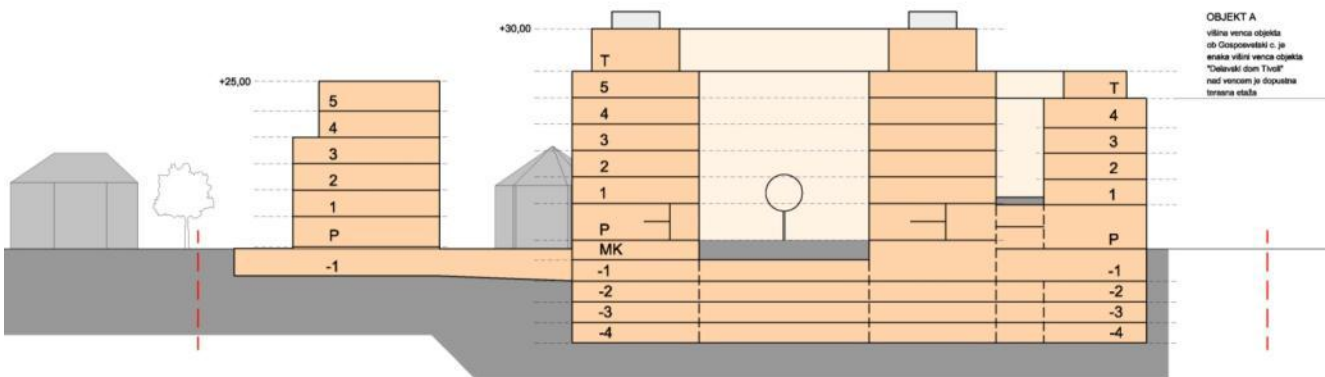 +30,00
OBJEKT A
višina venca objekta
ob Gosposvetski c. je
enaka višini venca objekta
"Delavski dom Tivoli"
nad vencem je dopustna
terasna etaža
+25,00
5
4
3
2
1
P
-1
T
5
4
3
2
1
P
MK
-1
-2
-3
-4
T
4
3
2
1
P
-1
-2
-3
-4